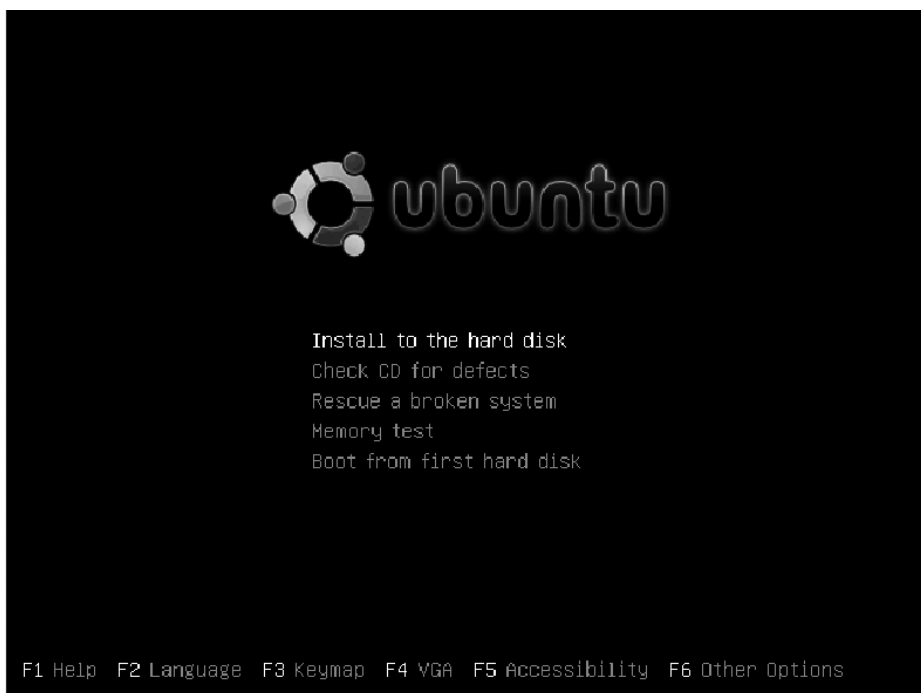 ubuntu
Install to the hard disk
Check CD for defects
Rescue a broken system
Memory test
Boot from first hard disk
F1 Help F2 Language F3 Keymap F4 VGA F5 Accessibility F6 Other Options